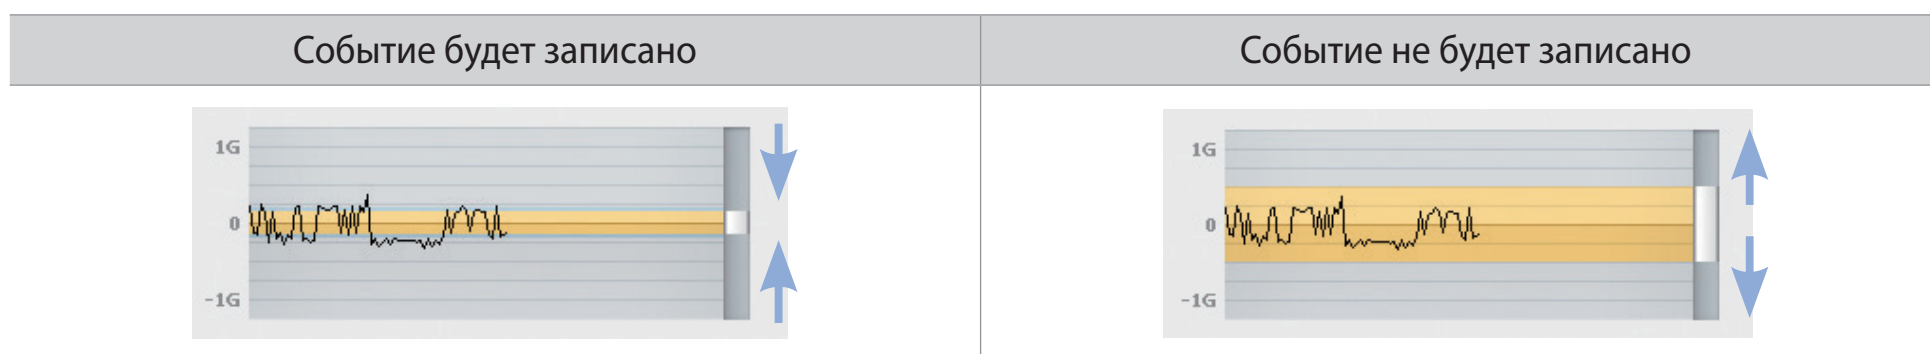 Событие будет записано
Событие не будет записано
1G
0
-1G
1G
0
-1G